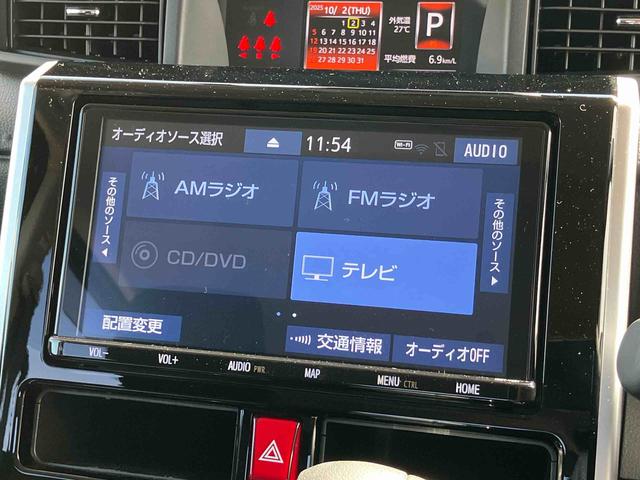 2025 10/ 2(THU)
1 2 3 4
5 6 7 8 9 10 11
12 13 14 15 16 17 18
19 20 21 22 23 24 25
26 27 28 29 30 31
外気温
27℃
P
平均燃費 6.9km/L
オーディオソース選択
11:54
Wi-Fi
AUDIO
その他のソース
AMラジオ
FMラジオ
その他のソース
CD/DVD
テレビ
配置変更
交通情報
オーディオOFF
VOL− VOL+ AUDIO PWR MAP MENU CTRL HOME